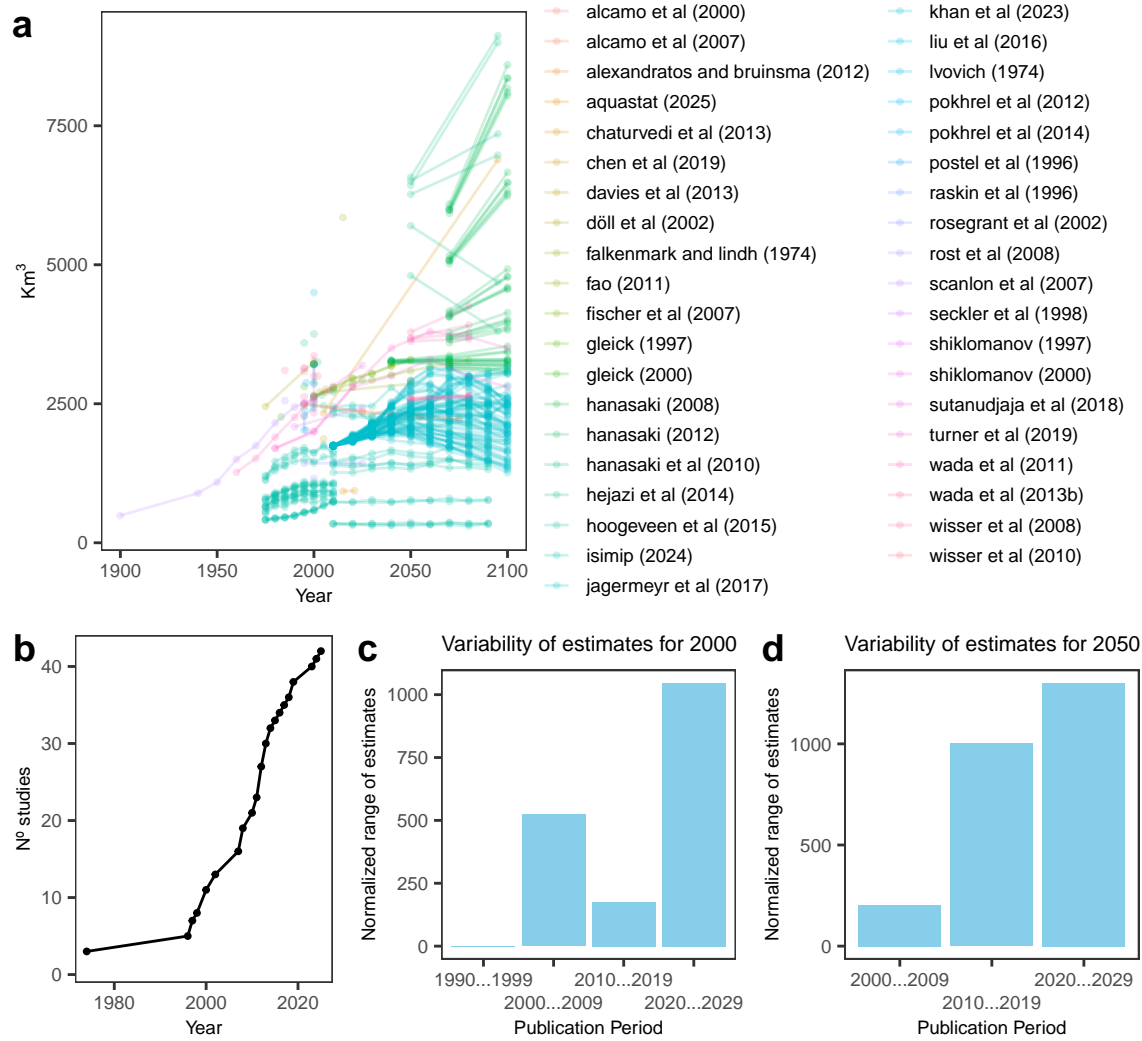 a
7500
5000
2500
0
Km³
1900
1950
2000
2050
2100
Year
alcamo et al (2000)
alcamo et al (2007)
alexandratos and bruinsma (2012)
aquastat (2025)
chaturvedi et al (2013)
chen et al (2019)
davies et al (2013)
döll et al (2002)
falkenmark and lindh (1974)
fao (2011)
fischer et al (2007)
gleick (1997)
gleick (2000)
hanasaki (2008)
hanasaki (2012)
hanasaki et al (2010)
hejazi et al (2014)
hoogeveen et al (2015)
isimip (2024)
jagermeyr et al (2017)
khan et al (2023)
liu et al (2016)
lvovich (1974)
pokhrel et al (2012)
pokhrel et al (2014)
postel et al (1996)
raskin et al (1996)
rosegrant et al (2002)
rost et al (2008)
scanlon et al (2007)
seckler et al (1998)
shiklomanov (1997)
shiklomanov (2000)
sutanudjaja et al (2018)
turner et al (2019)
wada et al (2011)
wada et al (2013b)
wisser et al (2008)
wisser et al (2010)
b
40
30
20
10
0
Nº studies
1980
2000
2020
Year
c
Variability of estimates for 2000
1000
750
500
250
0
Normalized range of estimates
1990...1999
2000...2009
2010...2019
2020...2029
Publication Period
d
Variability of estimates for 2050
1000
500
0
Normalized range of estimates
2000...2009
2010...2019
2020...2029
Publication Period